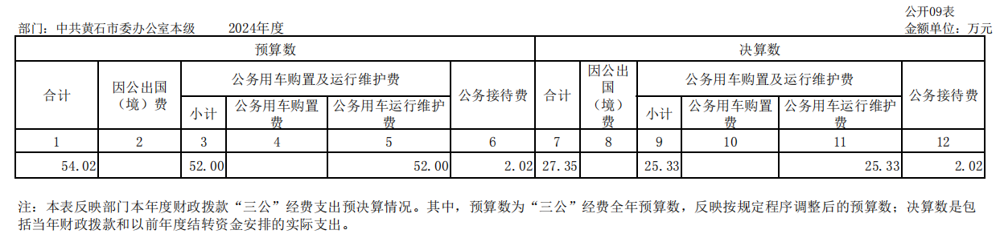 公开09表
部门：中共黄石市委办公室本级 2024年度 金额单位：万元
预算数 决算数
合计 因公出国（境）费 公务用车购置及运行维护费 公务接待费 合计 因公出国（境）费 公务用车购置及运行维护费 公务接待费
小计 公务用车购置费 公务用车运行维护费 小计 公务用车购置费 公务用车运行维护费
1 2 3 4 5 6 7 8 9 10 11 12
54.02 52.00 52.00 2.02 27.35 25.33 25.33 2.02
注：本表反映部门本年度财政拨款“三公”经费支出预决算情况。其中，预算数为“三公”经费全年预算数，反映按规定程序调整后的预算数；决算数是包
括当年财政拨款和以前年度结转资金安排的实际支出。